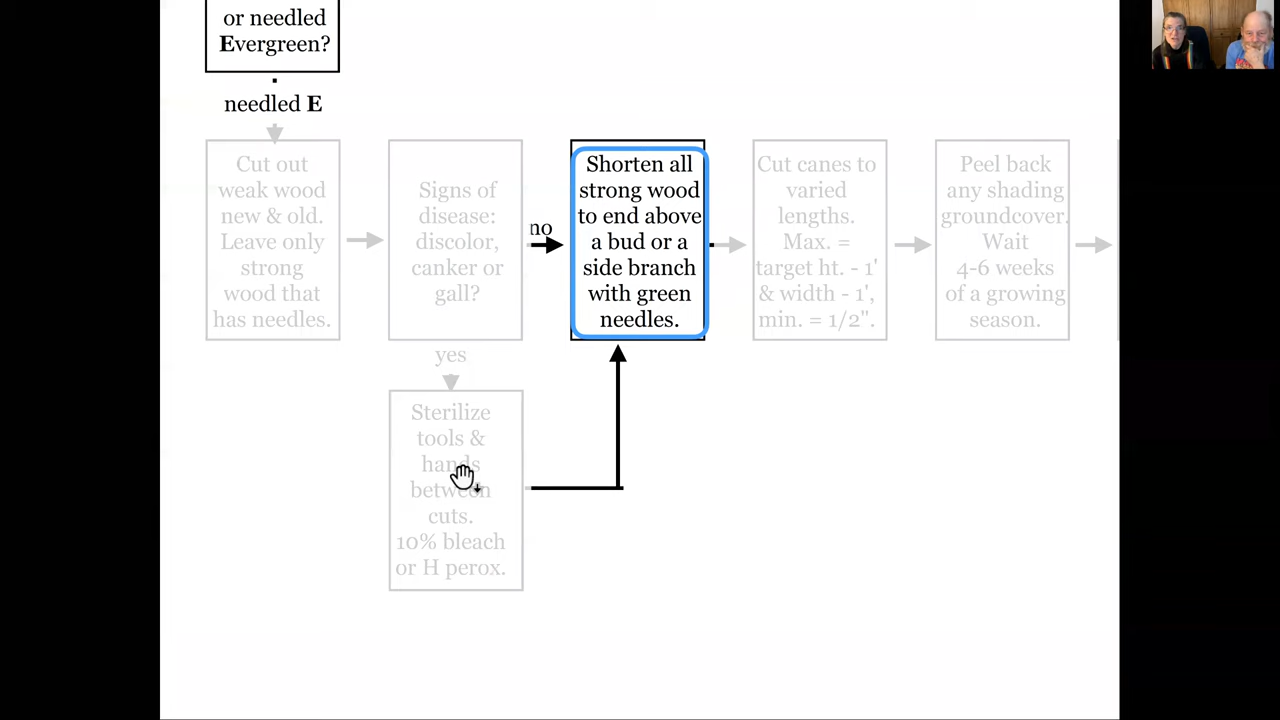 or needled
Evergreen?
needled E
Cut out
weak wood
new & old.
Leave only
strong
wood that
has needles.
Signs of
disease:
discolor,
canker or
gall?
no
Shorten all
strong wood
to end above
a bud or a
side branch
with green
needles.
Cut canes to
varied
lengths.
Max. =
target ht. - 1'
& width - 1',
min. = 1/2".
Peel back
any shading
groundcover.
Wait
4-6 weeks
of a growing
season.
yes
Sterilize
tools &
hands
between
cuts.
10% bleach
or H perox.